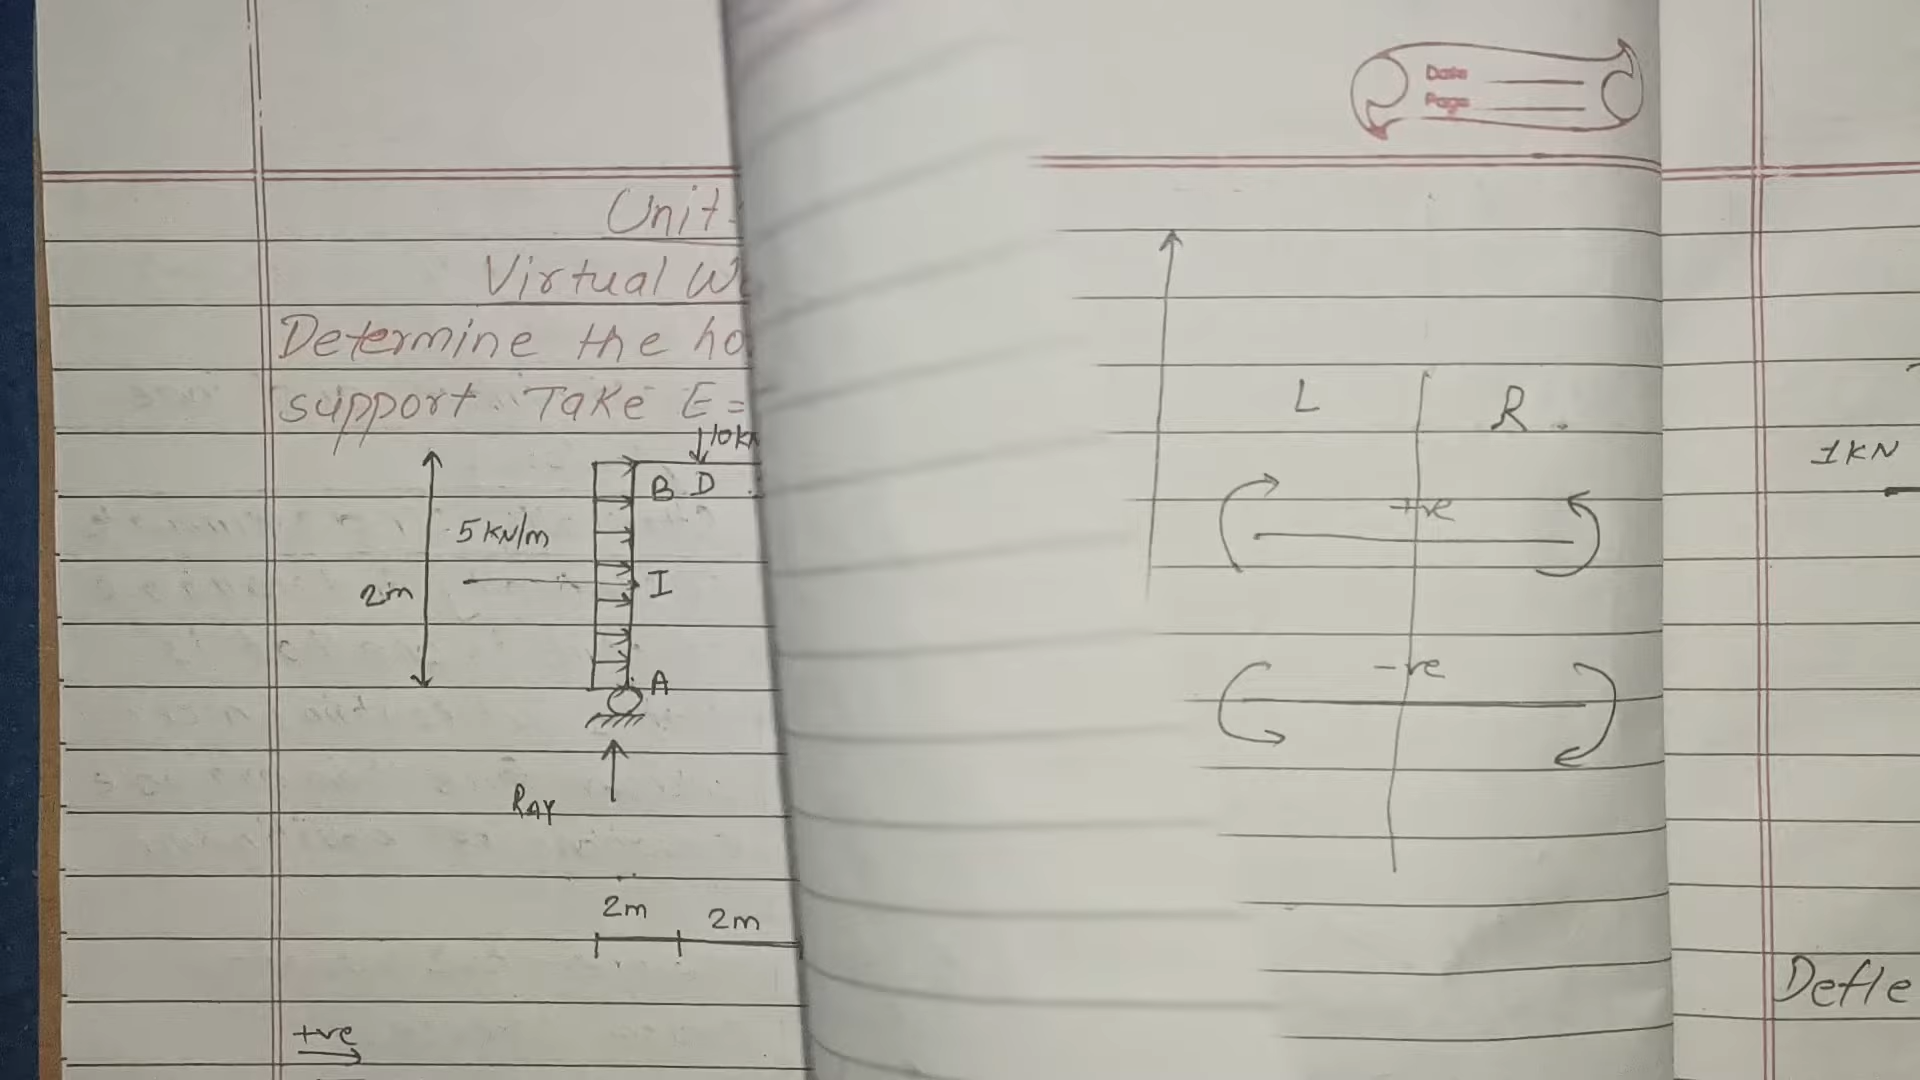 Date
Page
Unit
Virtual W
Determine the ho
support. Take E =
10kN
B D
5 kN/m
2m
I
A
RAY
2m 2m
+ve
L R
+ve
-ve
1KN
Defle